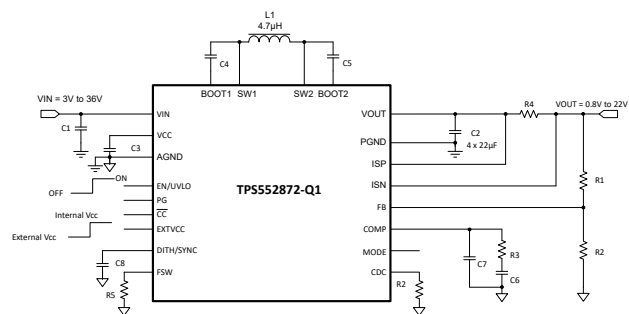 L1
4.7µH
C4
C5
BOOT1 SW1 SW2 BOOT2
VIN = 3V to 36V
C1
C3
VIN
VCC
AGND
EN/UVLO
PG
CC
EXTVCC
DITH/SYNC
FSW
OFF
ON
Internal Vcc
External Vcc
C8
R5
TPS552872-Q1
VOUT
PGND
ISP
ISN
FB
COMP
MODE
CDC
R4
VOUT = 0.8V to 22V
C2
4 x 22µF
R1
R2
C7
R3
C6
R2